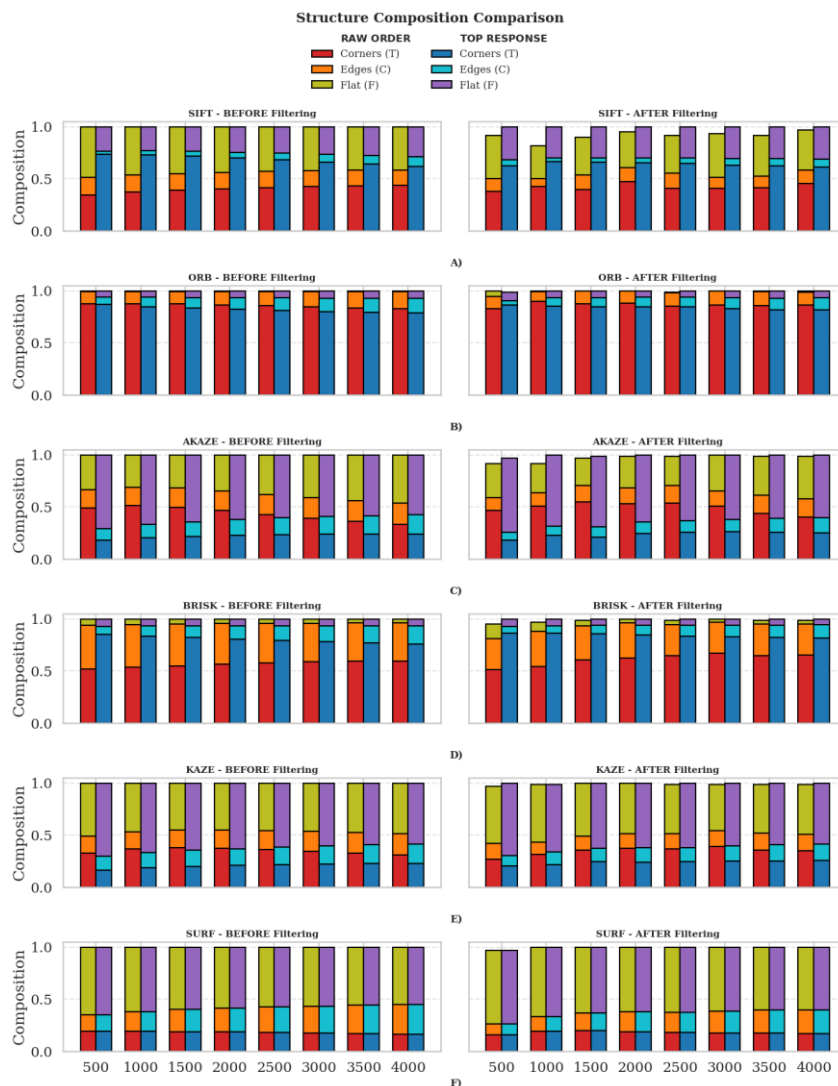 Structure Composition Comparison
RAW ORDER TOP RESPONSE
Corners (T) Corners (T)
Edges (C) Edges (C)
Flat (F) Flat (F)
SIFT - BEFORE Filtering SIFT - AFTER Filtering
1.0
0.5
0.0
Composition
A)
ORB - BEFORE Filtering ORB - AFTER Filtering
1.0
0.5
0.0
Composition
B)
AKAZE - BEFORE Filtering AKAZE - AFTER Filtering
1.0
0.5
0.0
Composition
C)
BRISK - BEFORE Filtering BRISK - AFTER Filtering
1.0
0.5
0.0
Composition
D)
KAZE - BEFORE Filtering KAZE - AFTER Filtering
1.0
0.5
0.0
Composition
E)
SURF - BEFORE Filtering SURF - AFTER Filtering
1.0
0.5
0.0
Composition
500 1000 1500 2000 2500 3000 3500 4000 500 1000 1500 2000 2500 3000 3500 4000
F)